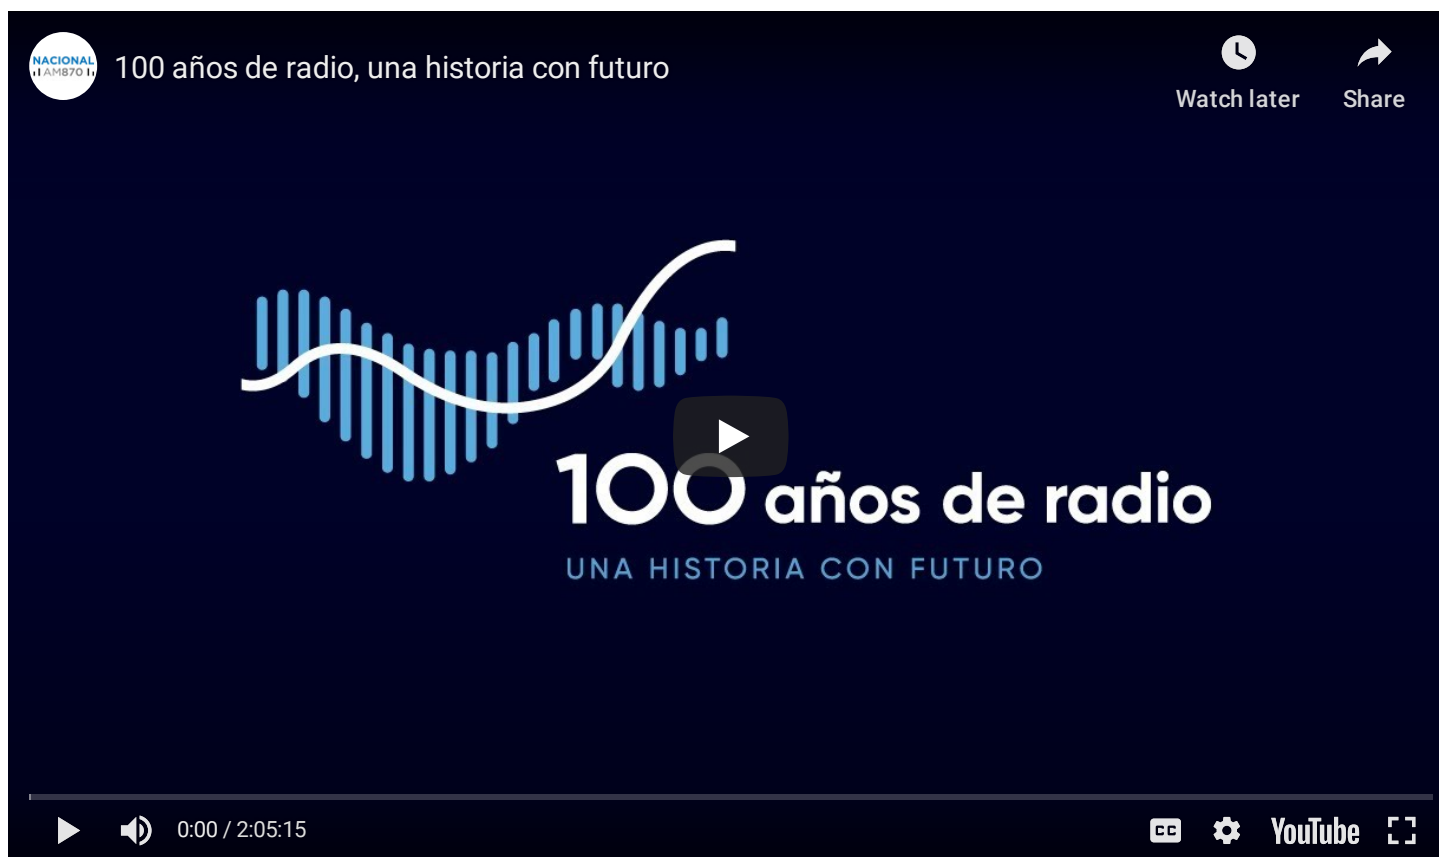 NACIONAL
AM870
100 años de radio, una historia con futuro
Watch later
Share
100 años de radio
UNA HISTORIA CON FUTURO
0:00 / 2:05:15
CC
YouTube